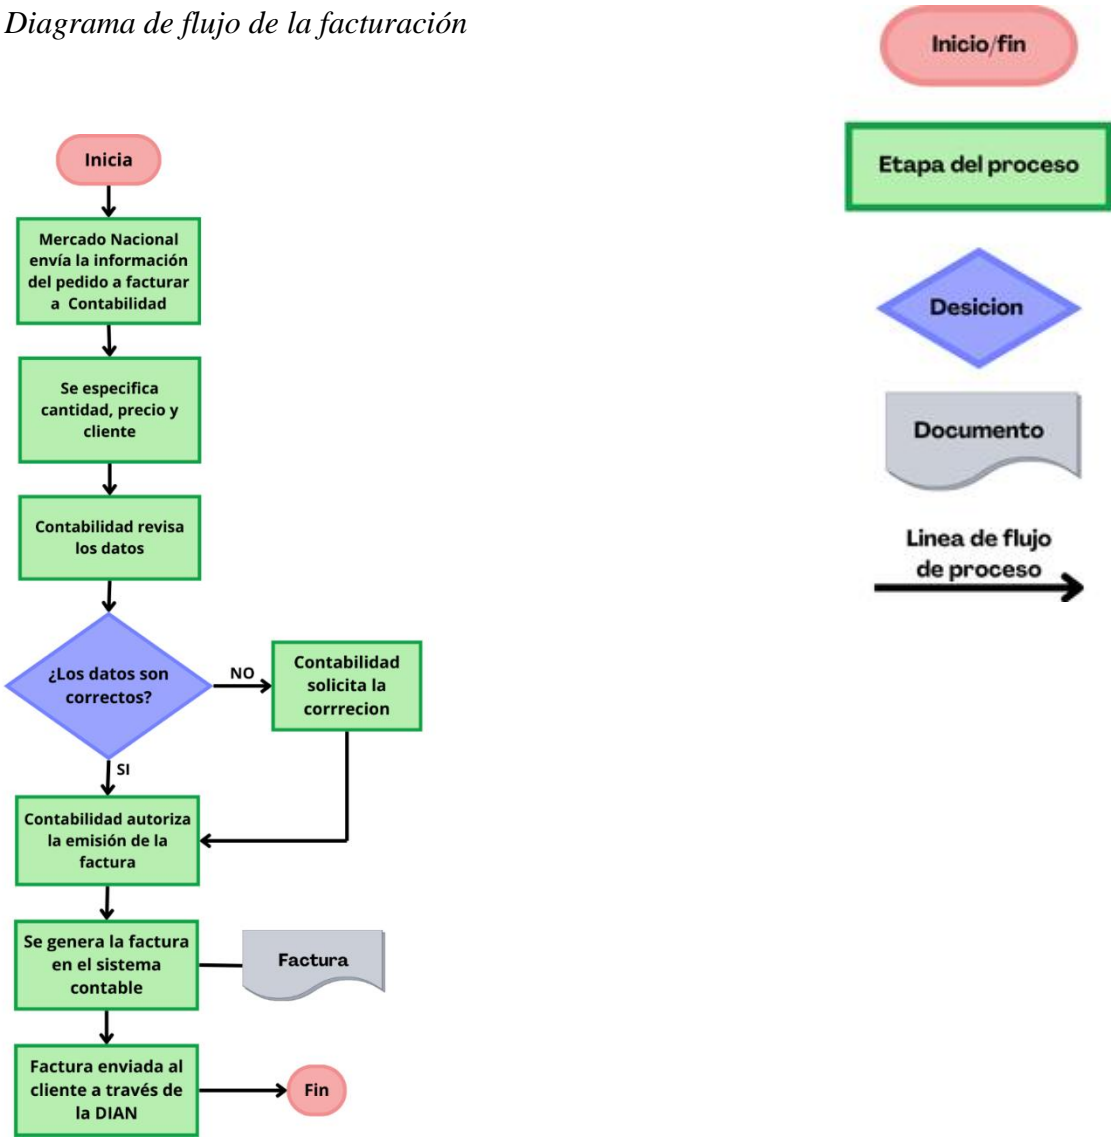 Diagrama de flujo de la facturación
Inicia
Mercado Nacional
envía la información
del pedido a facturar
a Contabilidad
Se especifica
cantidad, precio y
cliente
Contabilidad revisa
los datos
¿Los datos son
correctos?
NO
Contabilidad
solicita la
corrrecion
SI
Contabilidad autoriza
la emisión de la
factura
Se genera la factura
en el sistema
contable
Factura
Factura enviada al
cliente a través de
la DIAN
Fin
Inicio/fin
Etapa del proceso
Desicion
Documento
Linea de flujo
de proceso